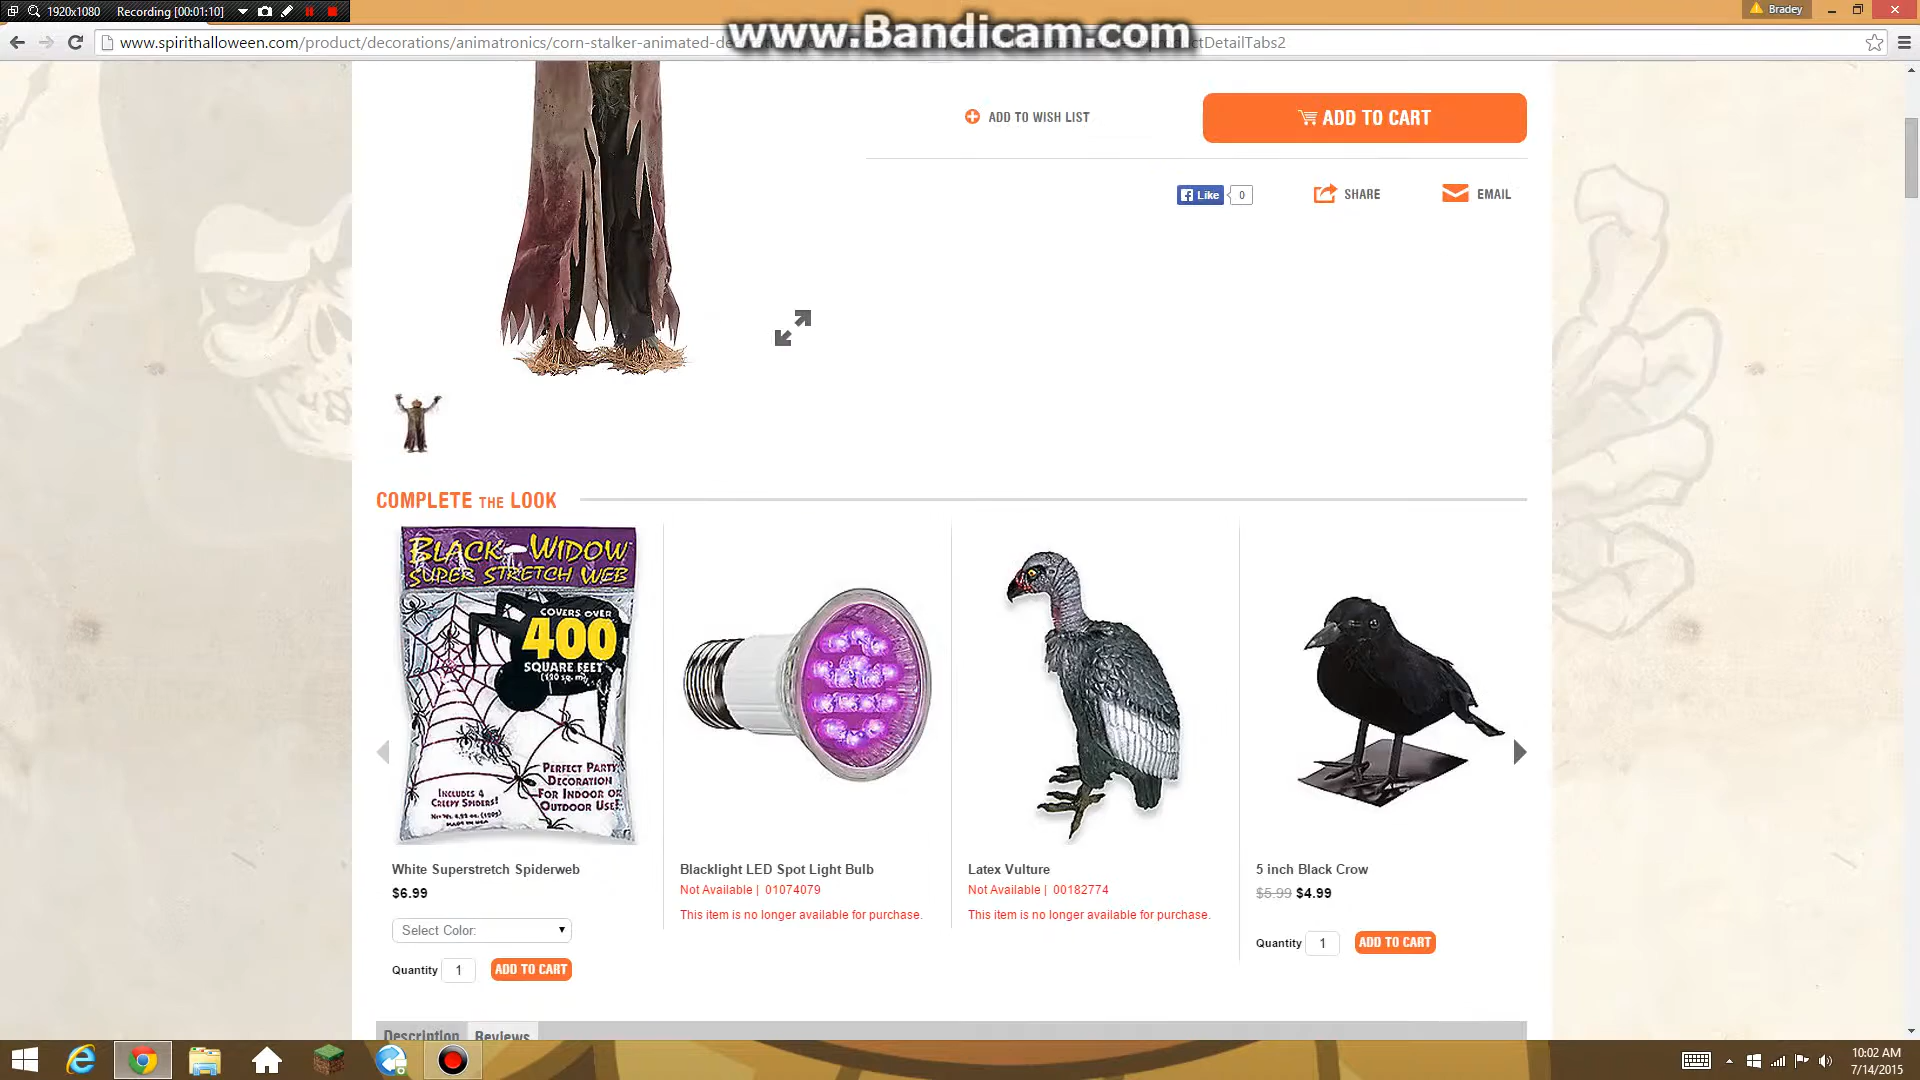 1920x1080 Recording [00:01:10]
www.Bandicam.com
Bradey
www.spirithalloween.com/product/decorations/animatronics/corn-stalker-animated-de
ductDetailTabs2
ADD TO WISH LIST
ADD TO CART
Like 0
SHARE
EMAIL
COMPLETE THE LOOK
BLACK WIDOW
SUPER STRETCH WEB
COVERS OVER
400
SQUARE FEET
(120 sq. m)
PERFECT PARTY
DECORATION
FOR INDOOR OR
OUTDOOR USE!
INCLUDES 4
CREEPY SPIDERS!
MADE IN USA
White Superstretch Spiderweb
$6.99
Select Color:
Quantity 1 ADD TO CART
Blacklight LED Spot Light Bulb
Not Available | 01074079
This item is no longer available for purchase.
Latex Vulture
Not Available | 00182774
This item is no longer available for purchase.
5 inch Black Crow
$5.99 $4.99
Quantity 1 ADD TO CART
Description Reviews
10:02 AM
7/14/2015